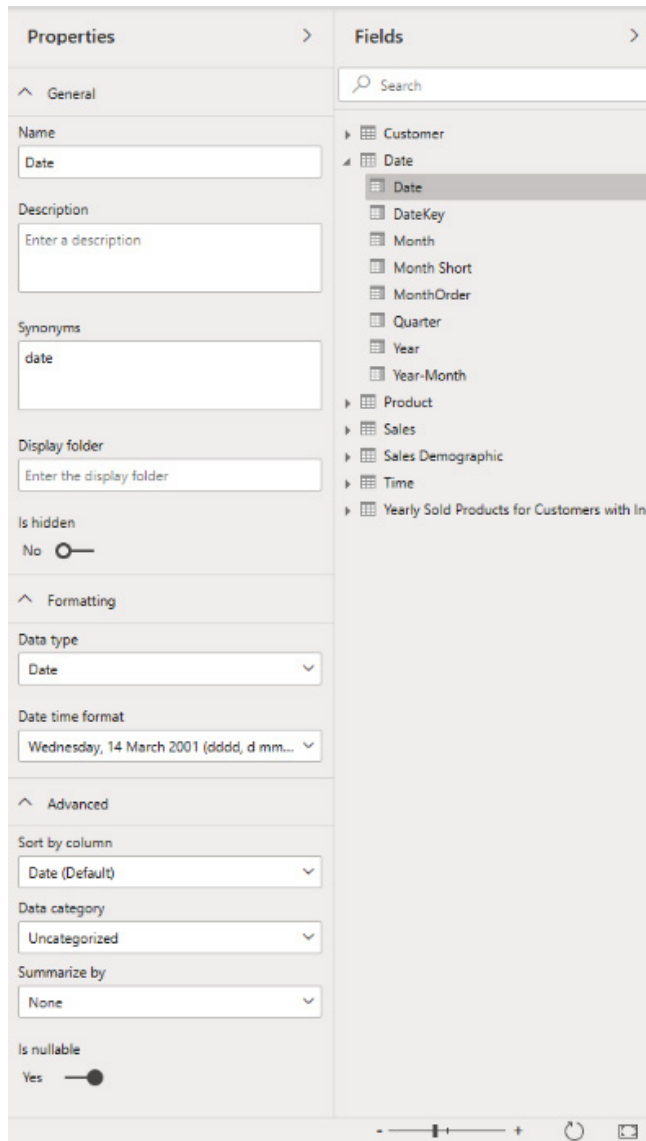 Properties
General
Name
Date
Description
Enter a description
Synonyms
date
Display folder
Enter the display folder
Is hidden
No
Formatting
Data type
Date
Date time format
Wednesday, 14 March 2001 (dddd, d mm...
Advanced
Sort by column
Date (Default)
Data category
Uncategorized
Summarize by
None
Is nullable
Yes
Fields
Search
Customer
Date
Date
DateKey
Month
Month Short
MonthOrder
Quarter
Year
Year-Month
Product
Sales
Sales Demographic
Time
Yearly Sold Products for Customers with In
- +